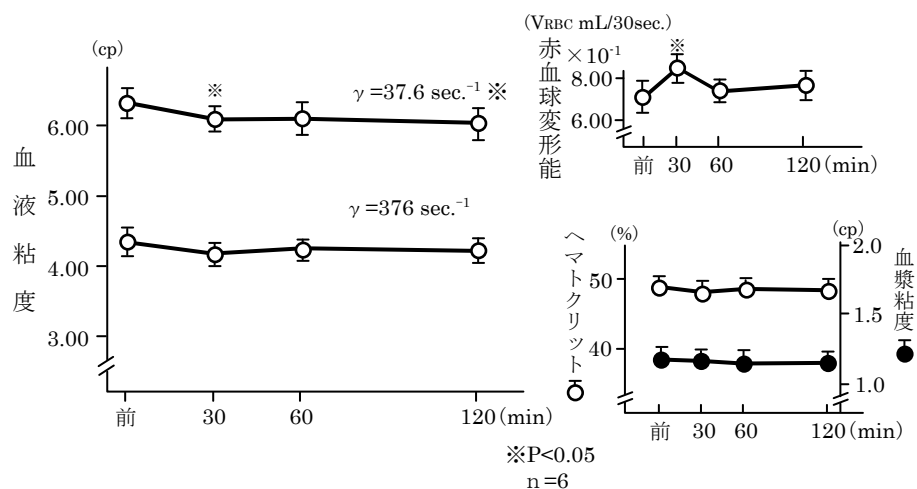 (cp)
6.00
5.00
4.00
3.00
血液粘度
※
γ=37.6 sec.⁻¹ ※
γ=376 sec.⁻¹
前 30 60 120 (min)
(VRBC mL/30sec.)
×10⁻¹
赤血球変形能
8.00
6.00
※
前 30 60 120 (min)
(%)
ヘマトクリット
50
40
(cp)
2.0
1.5
1.0
血漿粘度
前 30 60 120 (min)
※P<0.05
n=6